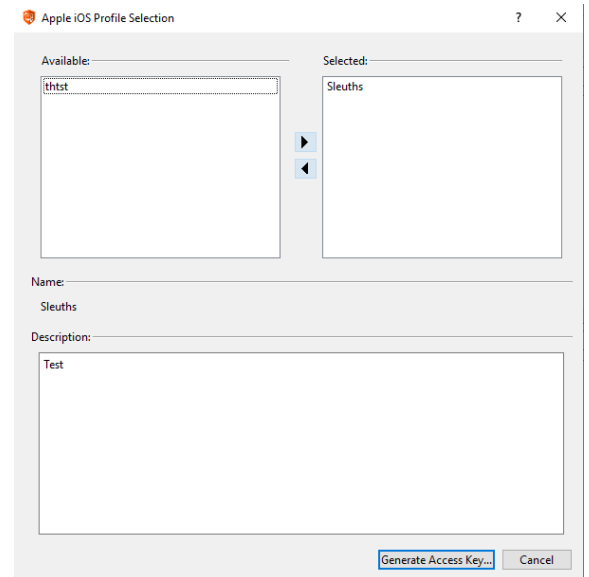 Apple iOS Profile Selection
?
Available:
Selected:
thtst
Sleuths
Name:
Sleuths
Description:
Test
Generate Access Key...
Cancel